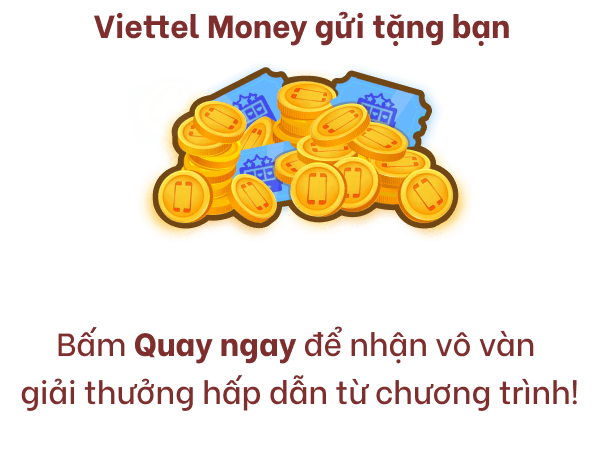 Viettel Money gửi tặng bạn
Bấm Quay ngay để nhận vô vàn
giải thưởng hấp dẫn từ chương trình!